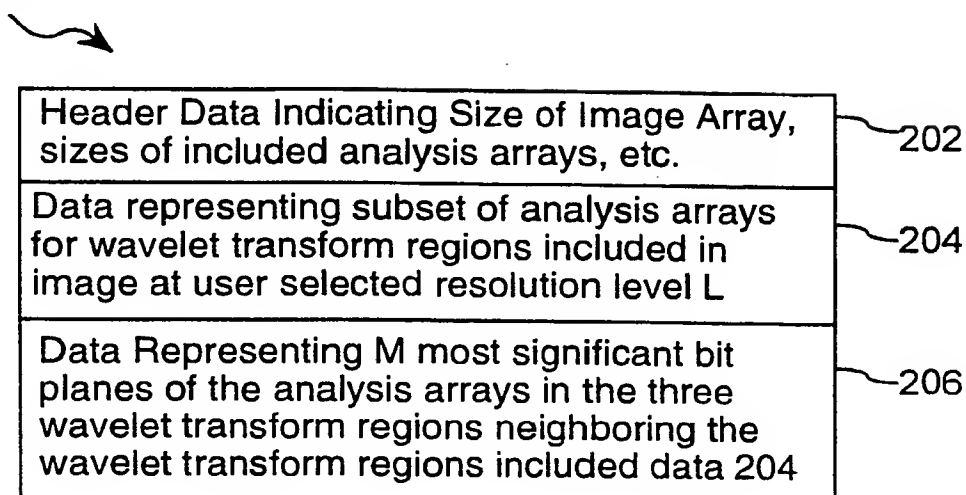 Header Data Indicating Size of Image Array,
sizes of included analysis arrays, etc.
202
Data representing subset of analysis arrays
for wavelet transform regions included in
image at user selected resolution level L
204
Data Representing M most significant bit
planes of the analysis arrays in the three
wavelet transform regions neighboring the
wavelet transform regions included data 204
206